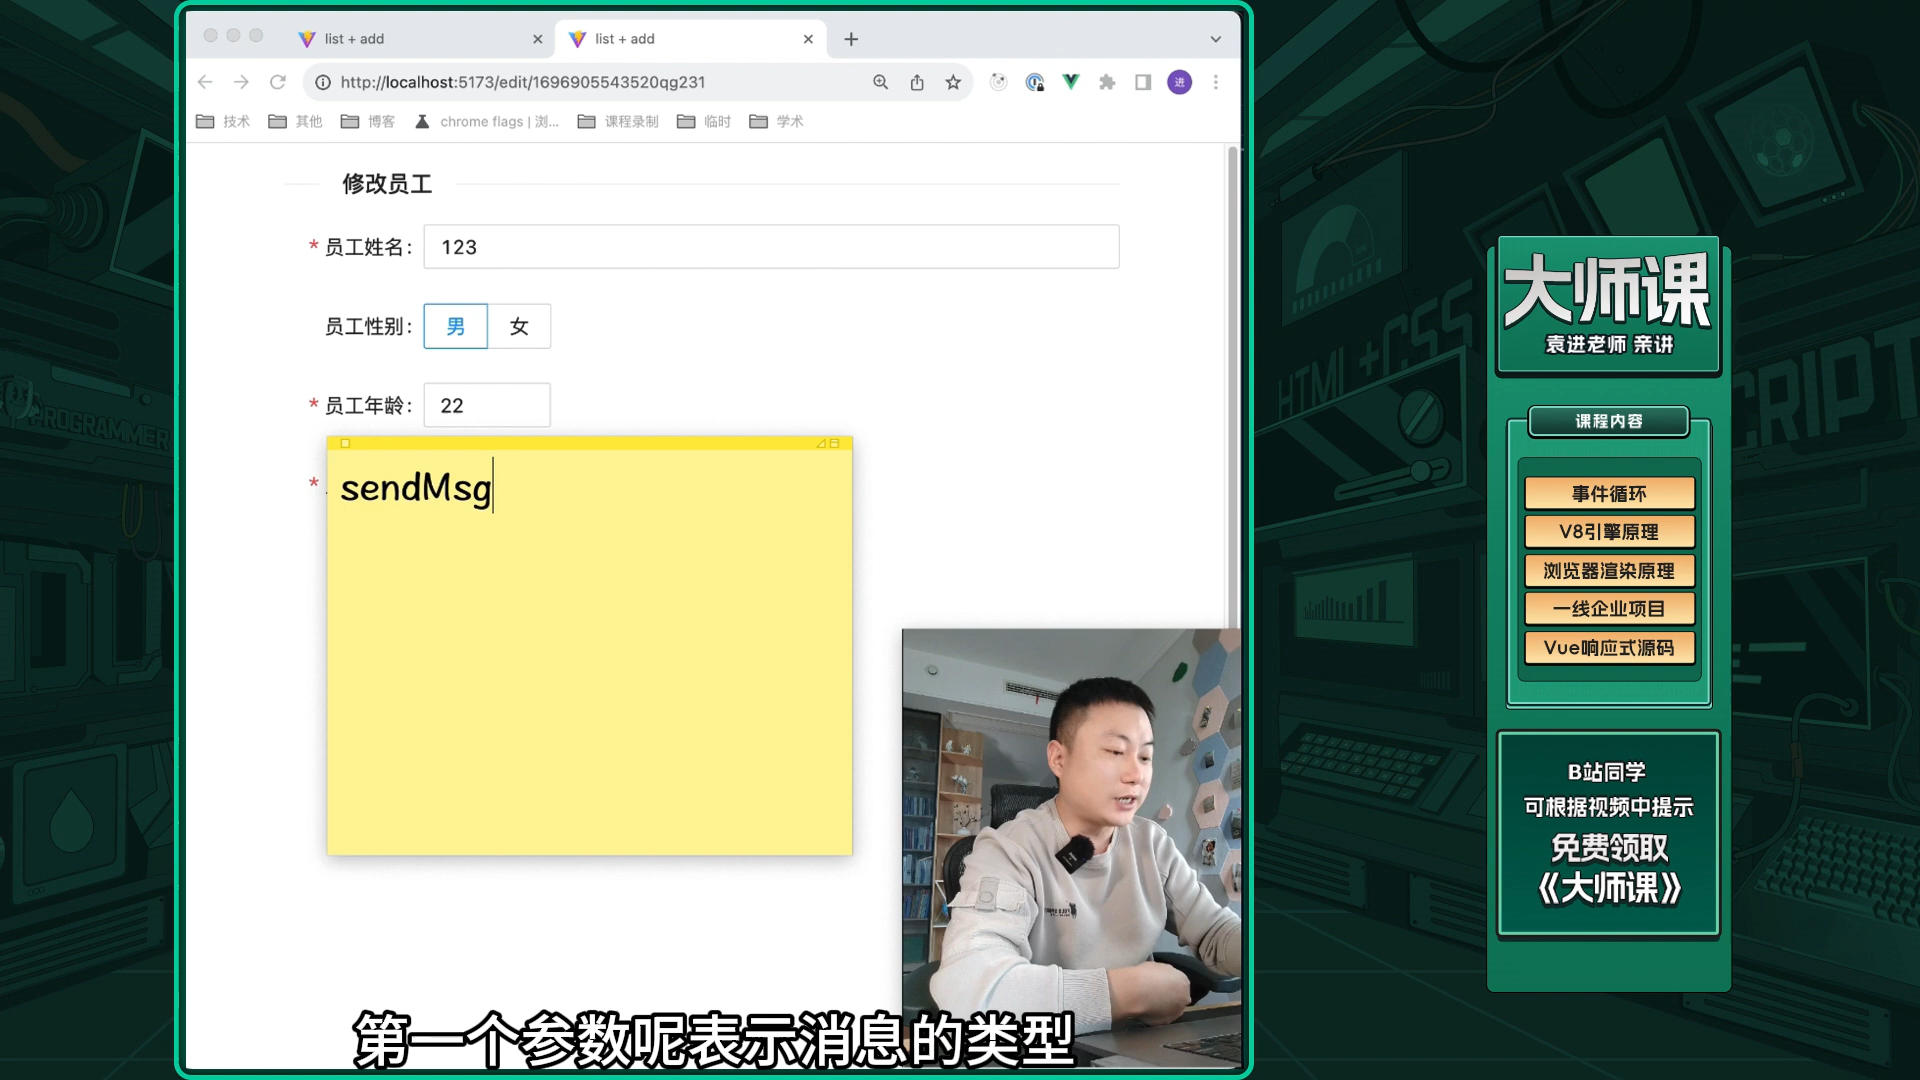 list + add
list + add
http://localhost:5173/edit/1696905543520qg231
进
技术
其他
博客
chrome flags | 浏...
课程录制
临时
学术
修改员工
* 员工姓名:
123
员工性别:
男
女
* 员工年龄:
22
*
sendMsg
第一个参数呢表示消息的类型
大师课
袁进老师 亲讲
课程内容
事件循环
V8引擎原理
浏览器渲染原理
一线企业项目
Vue响应式源码
B站同学
可根据视频中提示
免费领取
《大师课》
PROGRAMMER
HTML+CSS